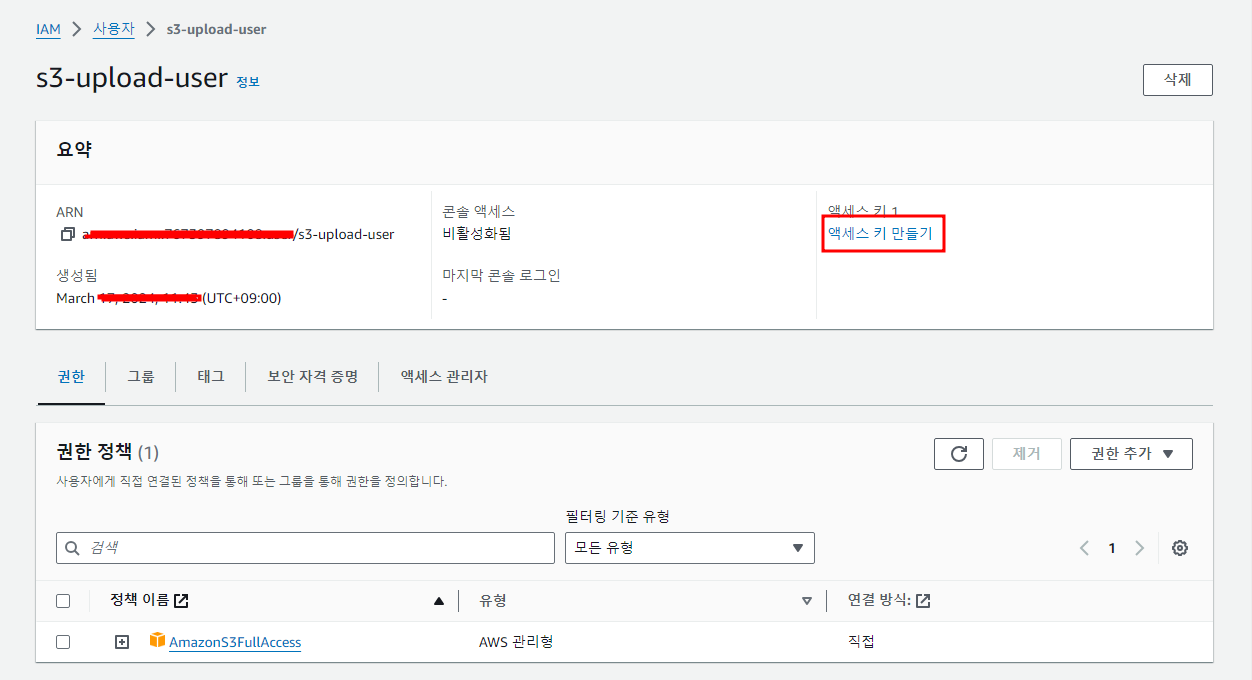 IAM > 사용자 > s3-upload-user
s3-upload-user 정보
삭제
요약
ARN
/s3-upload-user
생성됨
March (UTC+09:00)
콘솔 액세스
비활성화됨
마지막 콘솔 로그인
-
액세스 키 1
액세스 키 만들기
권한 그룹 태그 보안 자격 증명 액세스 관리자
권한 정책 (1)
사용자에게 직접 연결된 정책을 통해 또는 그룹을 통해 권한을 정의합니다.
제거 권한 추가
필터링 기준 유형
검색 모든 유형 1
정책 이름 유형 연결 방식:
AmazonS3FullAccess AWS 관리형 직접